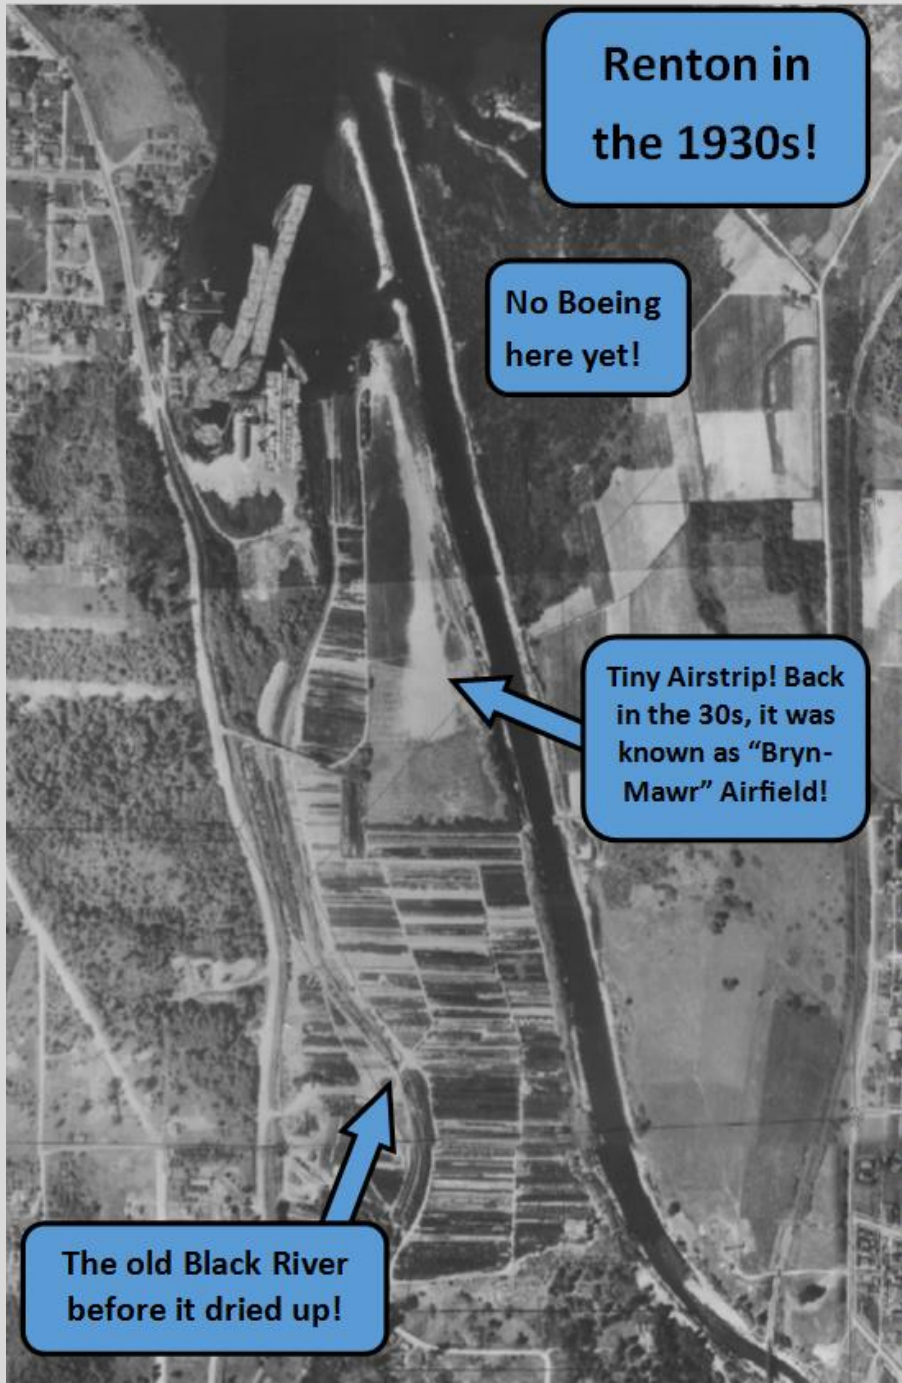 Renton in
the 1930s!
No Boeing
here yet!
Tiny Airstrip! Back
in the 30s, it was
known as “Bryn-
Mawr” Airfield!
The old Black River
before it dried up!